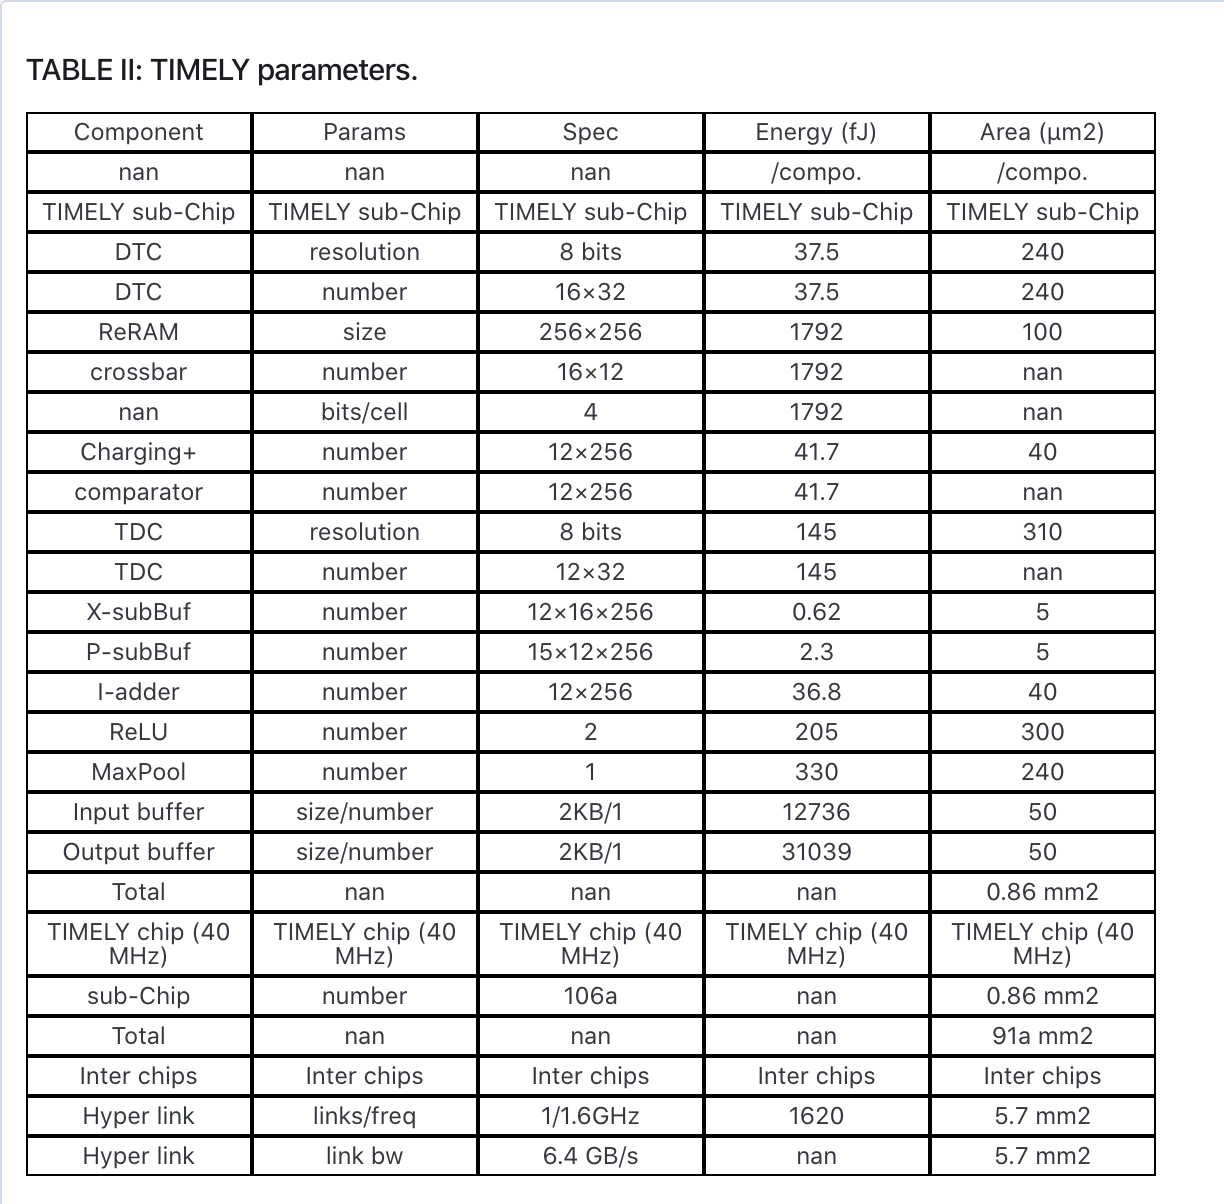 TABLE II: TIMELY parameters.
Component Params Spec Energy (fJ) Area (μm2)
nan nan nan /compo. /compo.
TIMELY sub-Chip TIMELY sub-Chip TIMELY sub-Chip TIMELY sub-Chip TIMELY sub-Chip
DTC resolution 8 bits 37.5 240
DTC number 16×32 37.5 240
ReRAM size 256×256 1792 100
crossbar number 16×12 1792 nan
nan bits/cell 4 1792 nan
Charging+ number 12×256 41.7 40
comparator number 12×256 41.7 nan
TDC resolution 8 bits 145 310
TDC number 12×32 145 nan
X-subBuf number 12×16×256 0.62 5
P-subBuf number 15×12×256 2.3 5
I-adder number 12×256 36.8 40
ReLU number 2 205 300
MaxPool number 1 330 240
Input buffer size/number 2KB/1 12736 50
Output buffer size/number 2KB/1 31039 50
Total nan nan nan 0.86 mm2
TIMELY chip (40 TIMELY chip (40 TIMELY chip (40 TIMELY chip (40 TIMELY chip (40
MHz) MHz) MHz) MHz) MHz)
sub-Chip number 106a nan 0.86 mm2
Total nan nan nan 91a mm2
Inter chips Inter chips Inter chips Inter chips Inter chips
Hyper link links/freq 1/1.6GHz 1620 5.7 mm2
Hyper link link bw 6.4 GB/s nan 5.7 mm2